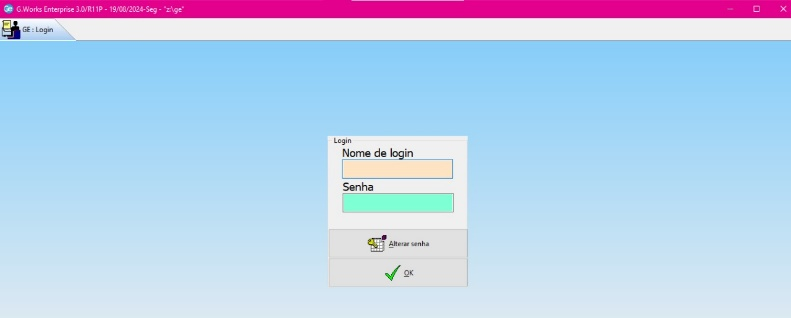 G.Works Enterprise 3.0/R11P - 19/08/2024-Seg - "z:\ge"
GE : Login
Login
Nome de login
Senha
Alterar senha
OK